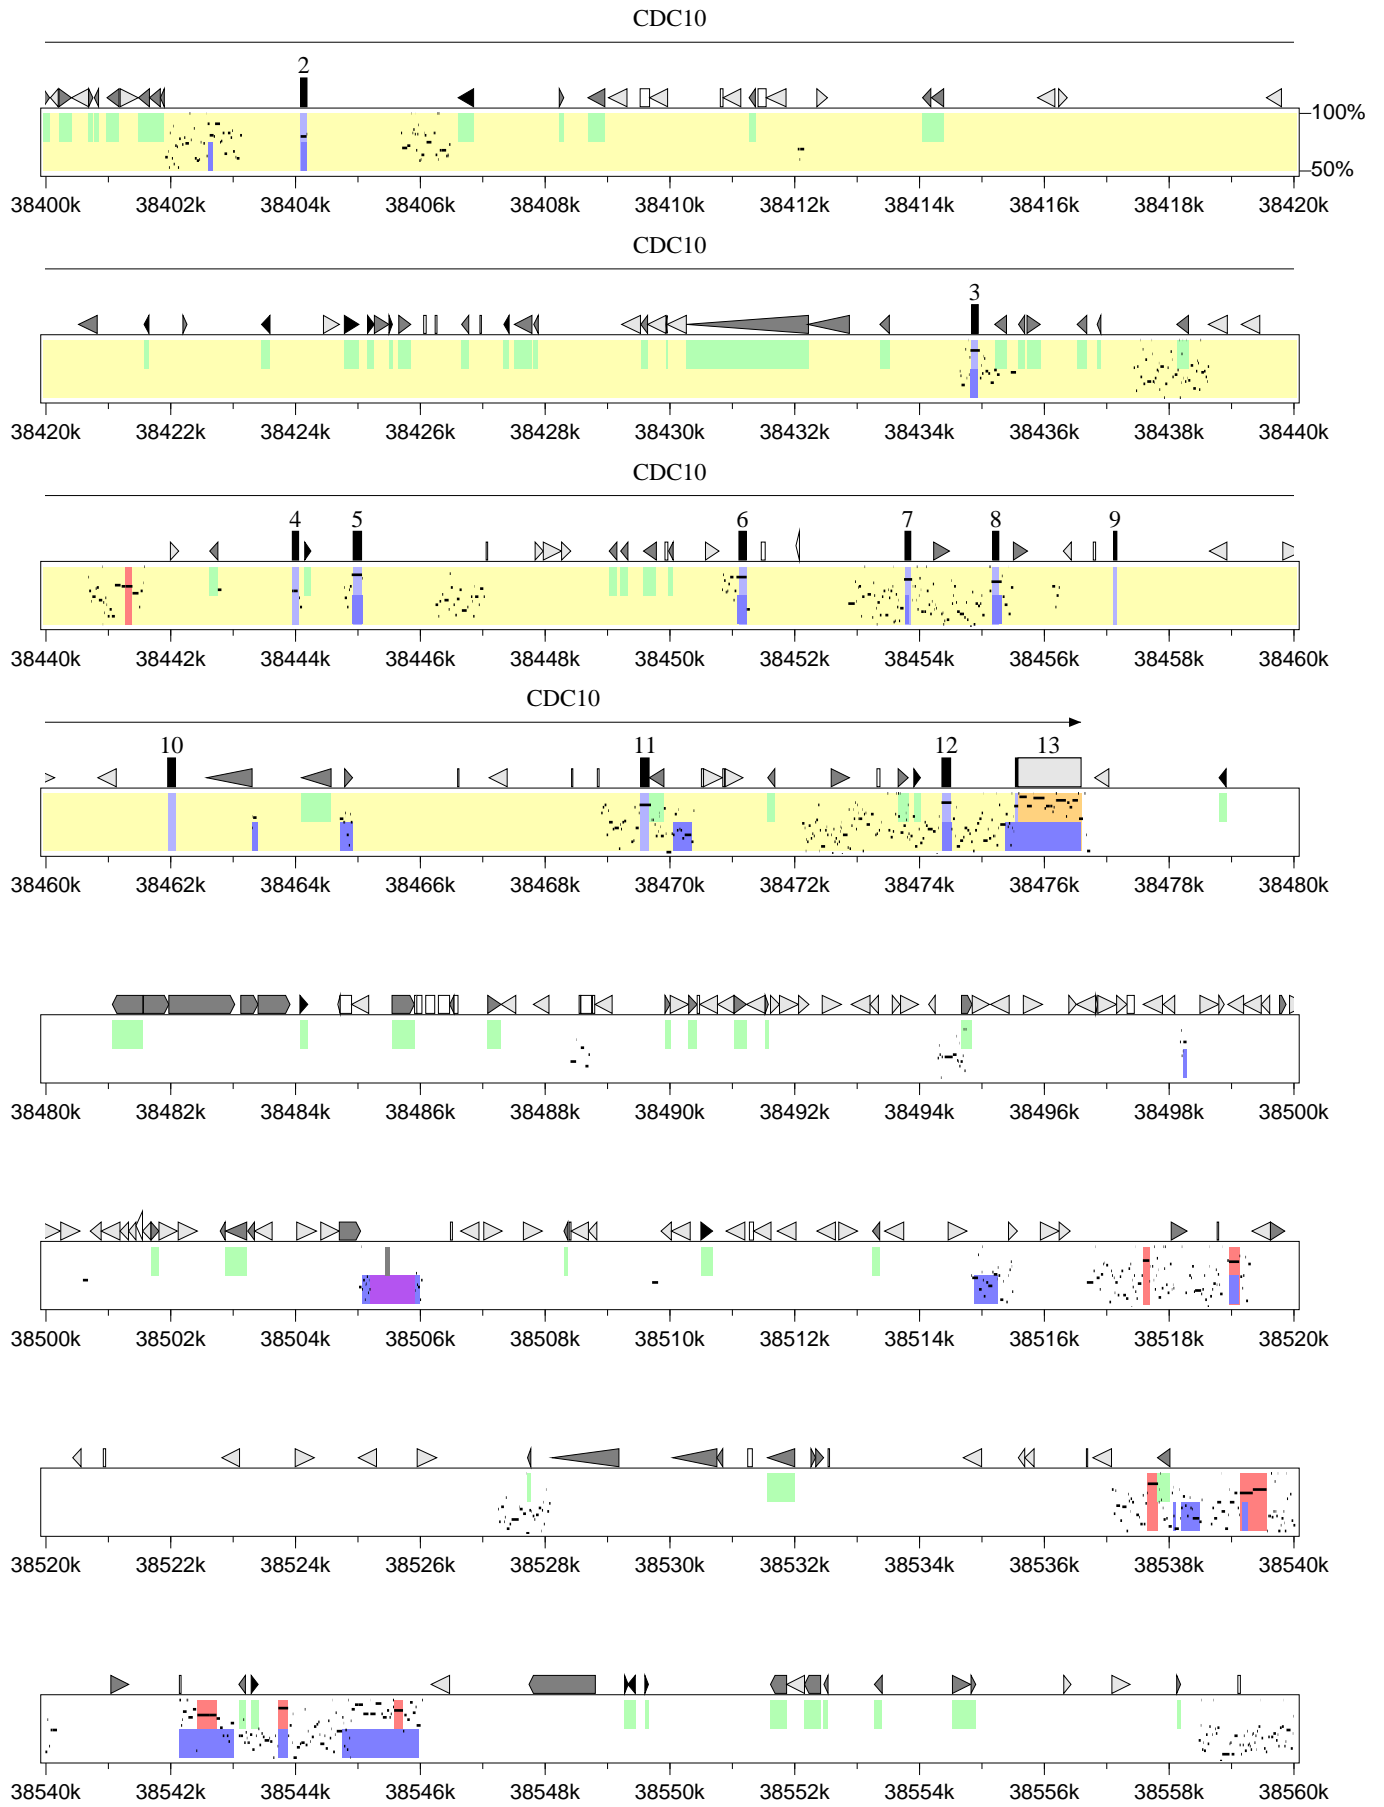 CDC10
2
100%
50%
38400k 38402k 38404k 38406k 38408k 38410k 38412k 38414k 38416k 38418k 38420k
CDC10
3
38420k 38422k 38424k 38426k 38428k 38430k 38432k 38434k 38436k 38438k 38440k
CDC10
4 5 6 7 8 9
38440k 38442k 38444k 38446k 38448k 38450k 38452k 38454k 38456k 38458k 38460k
CDC10
10 11 12 13
38460k 38462k 38464k 38466k 38468k 38470k 38472k 38474k 38476k 38478k 38480k
38480k 38482k 38484k 38486k 38488k 38490k 38492k 38494k 38496k 38498k 38500k
38500k 38502k 38504k 38506k 38508k 38510k 38512k 38514k 38516k 38518k 38520k
38520k 38522k 38524k 38526k 38528k 38530k 38532k 38534k 38536k 38538k 38540k
38540k 38542k 38544k 38546k 38548k 38550k 38552k 38554k 38556k 38558k 38560k